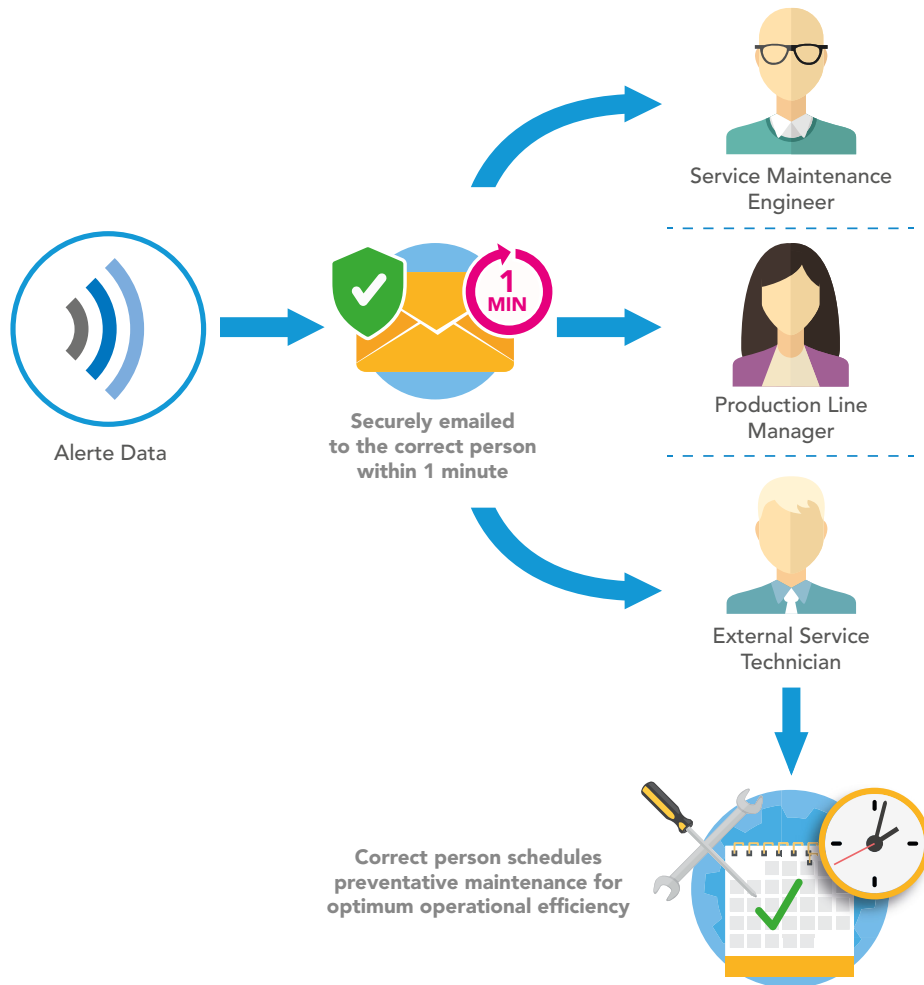 Service Maintenance
Engineer
Alerte Data
1
MIN
Securely emailed
to the correct person
within 1 minute
Production Line
Manager
External Service
Technician
Correct person schedules
preventative maintenance for
optimum operational efficiency